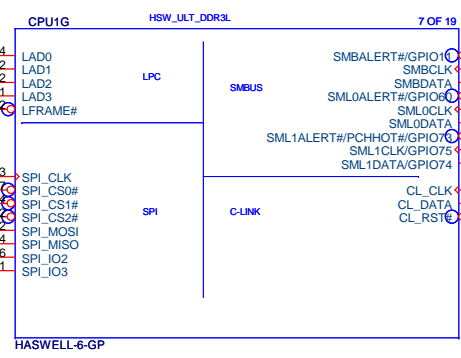 CPU1G HSW_ULT_DDR3L 7 OF 19
LAD0
LAD1
LAD2
LAD3
LFRAME#
LPC
SMBUS
SMBALERT#/GPIO11
SMBCLK
SMBDATA
SML0ALERT#/GPIO60
SML0CLK
SML0DATA
SML1ALERT#/PCHHOT#/GPIO73
SML1CLK/GPIO75
SML1DATA/GPIO74
SPI_CLK
SPI_CS0#
SPI_CS1#
SPI_CS2#
SPI_MOSI
SPI_MISO
SPI_IO2
SPI_IO3
SPI
C-LINK
CL_CLK
CL_DATA
CL_RST#
HASWELL-6-GP